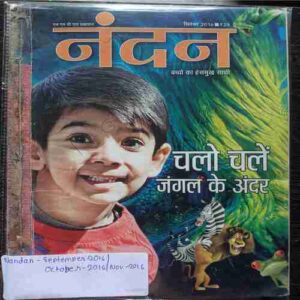 सितंबर 2016
नंदन
बच्चों का हंसमुख साथी
चलो चलें
जंगल के अंदर
Nandan - September 2016/
October-2016/Nov-2016